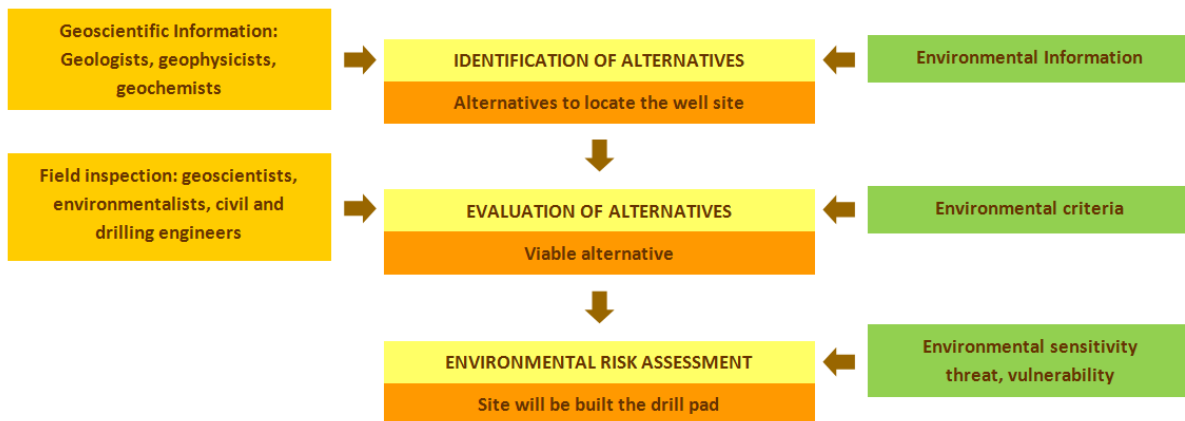 Geoscientific Information:
Geologists, geophysicists,
geochemists
IDENTIFICATION OF ALTERNATIVES
Alternatives to locate the well site
Environmental Information
Field inspection: geoscientists,
environmentalists, civil and
drilling engineers
EVALUATION OF ALTERNATIVES
Viable alternative
Environmental criteria
ENVIRONMENTAL RISK ASSESSMENT
Site will be built the drill pad
Environmental sensitivity
threat, vulnerability